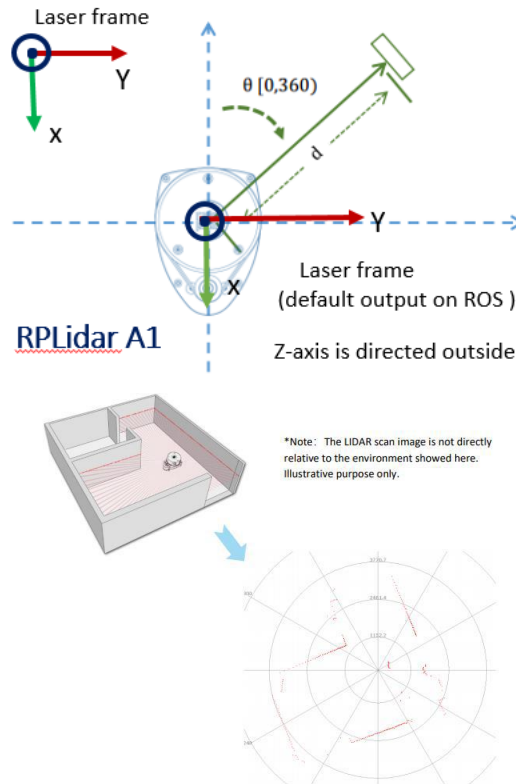 Laser frame
Y
x
θ [0,360)
d
Y
x
Laser frame
(default output on ROS )
RPLidar A1
Z-axis is directed outside
*Note： The LIDAR scan image is not directly
relative to the environment showed here.
Illustrative purpose only.